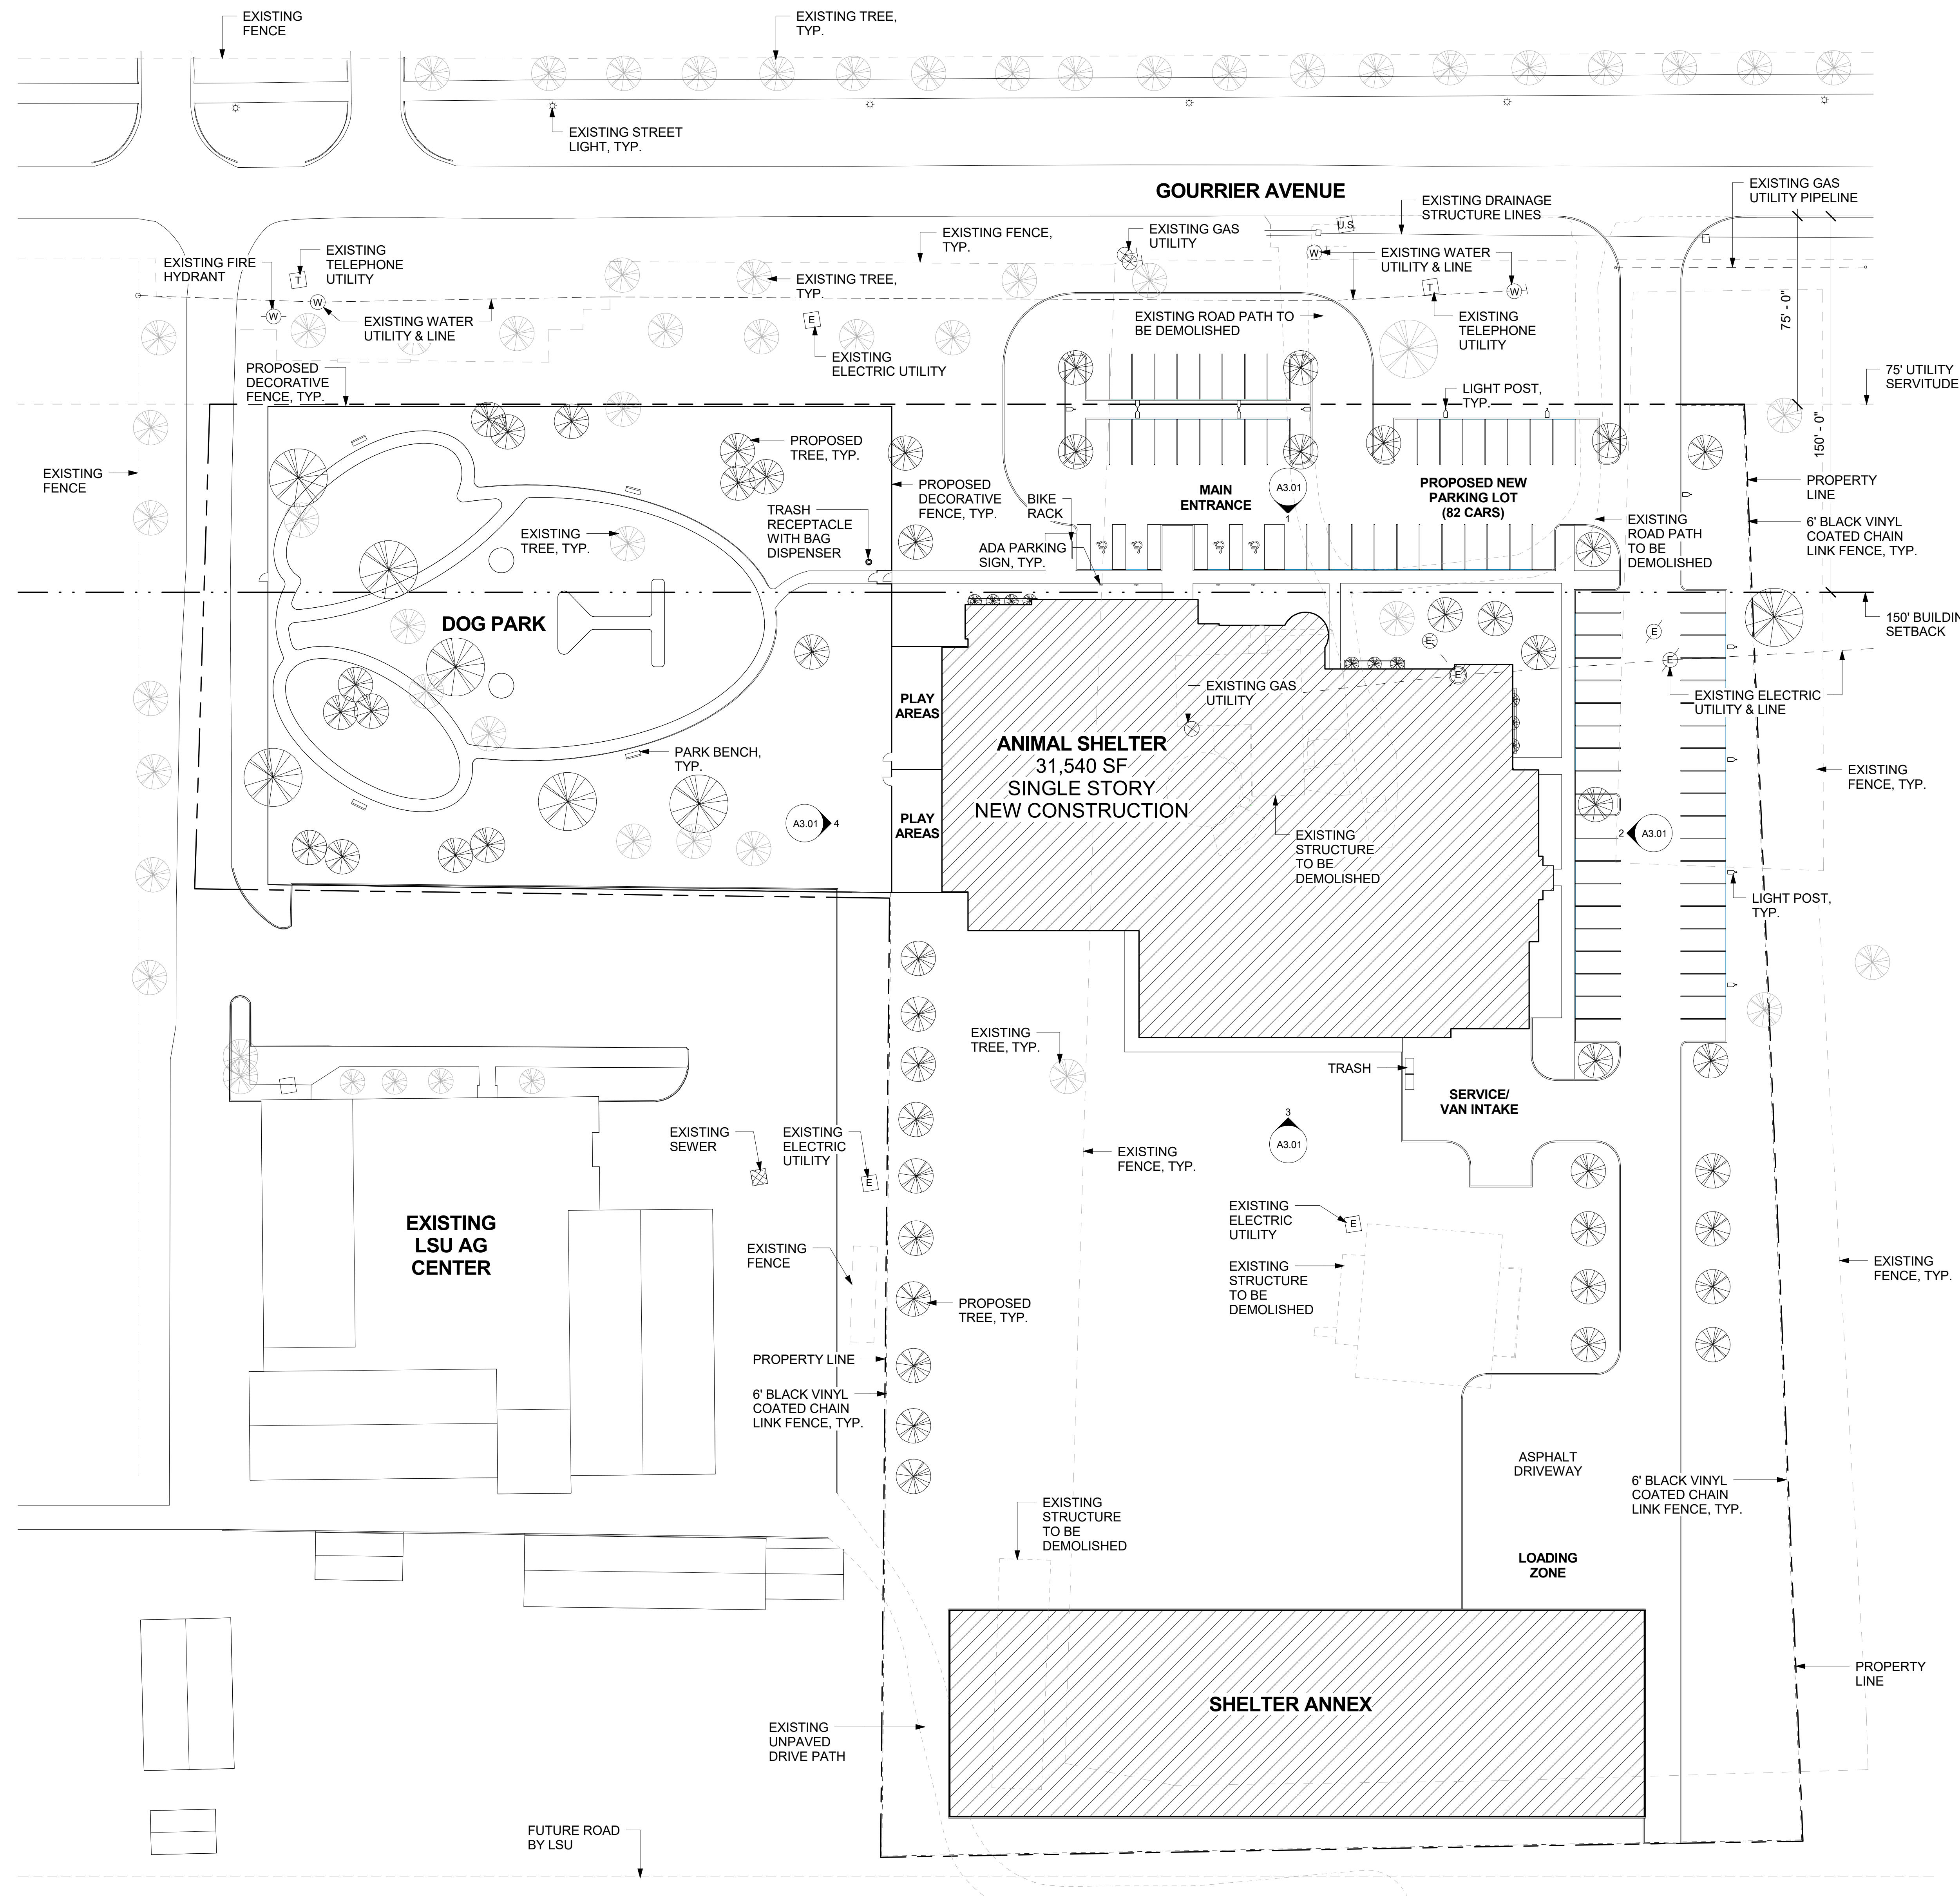 EXISTING
FENCE
EXISTING TREE,
TYP.
EXISTING STREET
LIGHT, TYP.
GOURRIER AVENUE
EXISTING GAS
UTILITY PIPELINE
EXISTING DRAINAGE
STRUCTURE LINES
U.S.
EXISTING GAS
UTILITY
EXISTING FENCE,
TYP.
EXISTING
TELEPHONE
UTILITY
EXISTING FIRE
HYDRANT
T
W
W
EXISTING WATER
UTILITY & LINE
EXISTING TREE,
TYP.
E
EXISTING
ELECTRIC UTILITY
W
EXISTING WATER
UTILITY & LINE
T
W
EXISTING ROAD PATH TO
BE DEMOLISHED
EXISTING
TELEPHONE
UTILITY
75' - 0"
150' - 0"
75' UTILITY
SERVITUDE
PROPOSED
DECORATIVE
FENCE, TYP.
LIGHT POST,
TYP.
EXISTING
FENCE
PROPOSED
TREE, TYP.
PROPOSED
DECORATIVE
FENCE, TYP.
TRASH
RECEPTACLE
WITH BAG
DISPENSER
BIKE
RACK
MAIN
ENTRANCE
A3.01
1
PROPOSED NEW
PARKING LOT
(82 CARS)
PROPERTY
LINE
6' BLACK VINYL
COATED CHAIN
LINK FENCE, TYP.
EXISTING
ROAD PATH
TO BE
DEMOLISHED
EXISTING
TREE, TYP.
ADA PARKING
SIGN, TYP.
DOG PARK
150' BUILDIN
SETBACK
E
E
E
E
PLAY
AREAS
EXISTING GAS
UTILITY
EXISTING ELECTRIC
UTILITY & LINE
ANIMAL SHELTER
31,540 SF
SINGLE STORY
NEW CONSTRUCTION
PARK BENCH,
TYP.
EXISTING
FENCE, TYP.
A3.01
4
PLAY
AREAS
EXISTING
STRUCTURE
TO BE
DEMOLISHED
2
A3.01
LIGHT POST,
TYP.
EXISTING
TREE, TYP.
TRASH
SERVICE/
VAN INTAKE
3
A3.01
EXISTING
SEWER
EXISTING
ELECTRIC
UTILITY
E
EXISTING
FENCE, TYP.
EXISTING
LSU AG
CENTER
EXISTING
ELECTRIC
UTILITY
E
EXISTING
FENCE
EXISTING
STRUCTURE
TO BE
DEMOLISHED
EXISTING
FENCE, TYP.
PROPOSED
TREE, TYP.
PROPERTY LINE
6' BLACK VINYL
COATED CHAIN
LINK FENCE, TYP.
ASPHALT
DRIVEWAY
6' BLACK VINYL
COATED CHAIN
LINK FENCE, TYP.
EXISTING
STRUCTURE
TO BE
DEMOLISHED
LOADING
ZONE
PROPERTY
LINE
SHELTER ANNEX
EXISTING
UNPAVED
DRIVE PATH
FUTURE ROAD
BY LSU